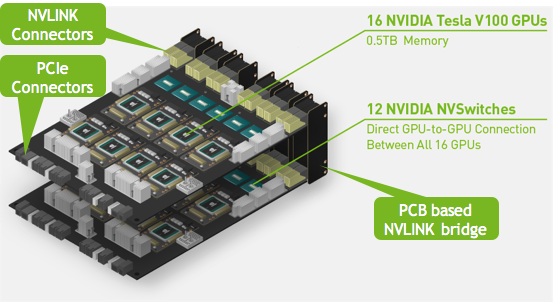 NVLINK
Connectors
PCIe
Connectors
16 NVIDIA Tesla V100 GPUs
0.5TB Memory
12 NVIDIA NVSwitches
Direct GPU-to-GPU Connection
Between All 16 GPUs
PCB based
NVLINK bridge